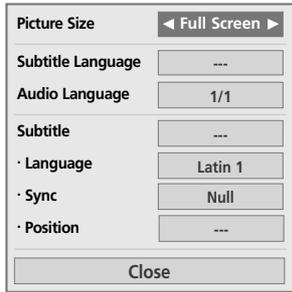 Picture Size ◀ Full Screen ▶
Subtitle Language ---
Audio Language 1/1
Subtitle ---
· Language Latin 1
· Sync Null
· Position ---
Close